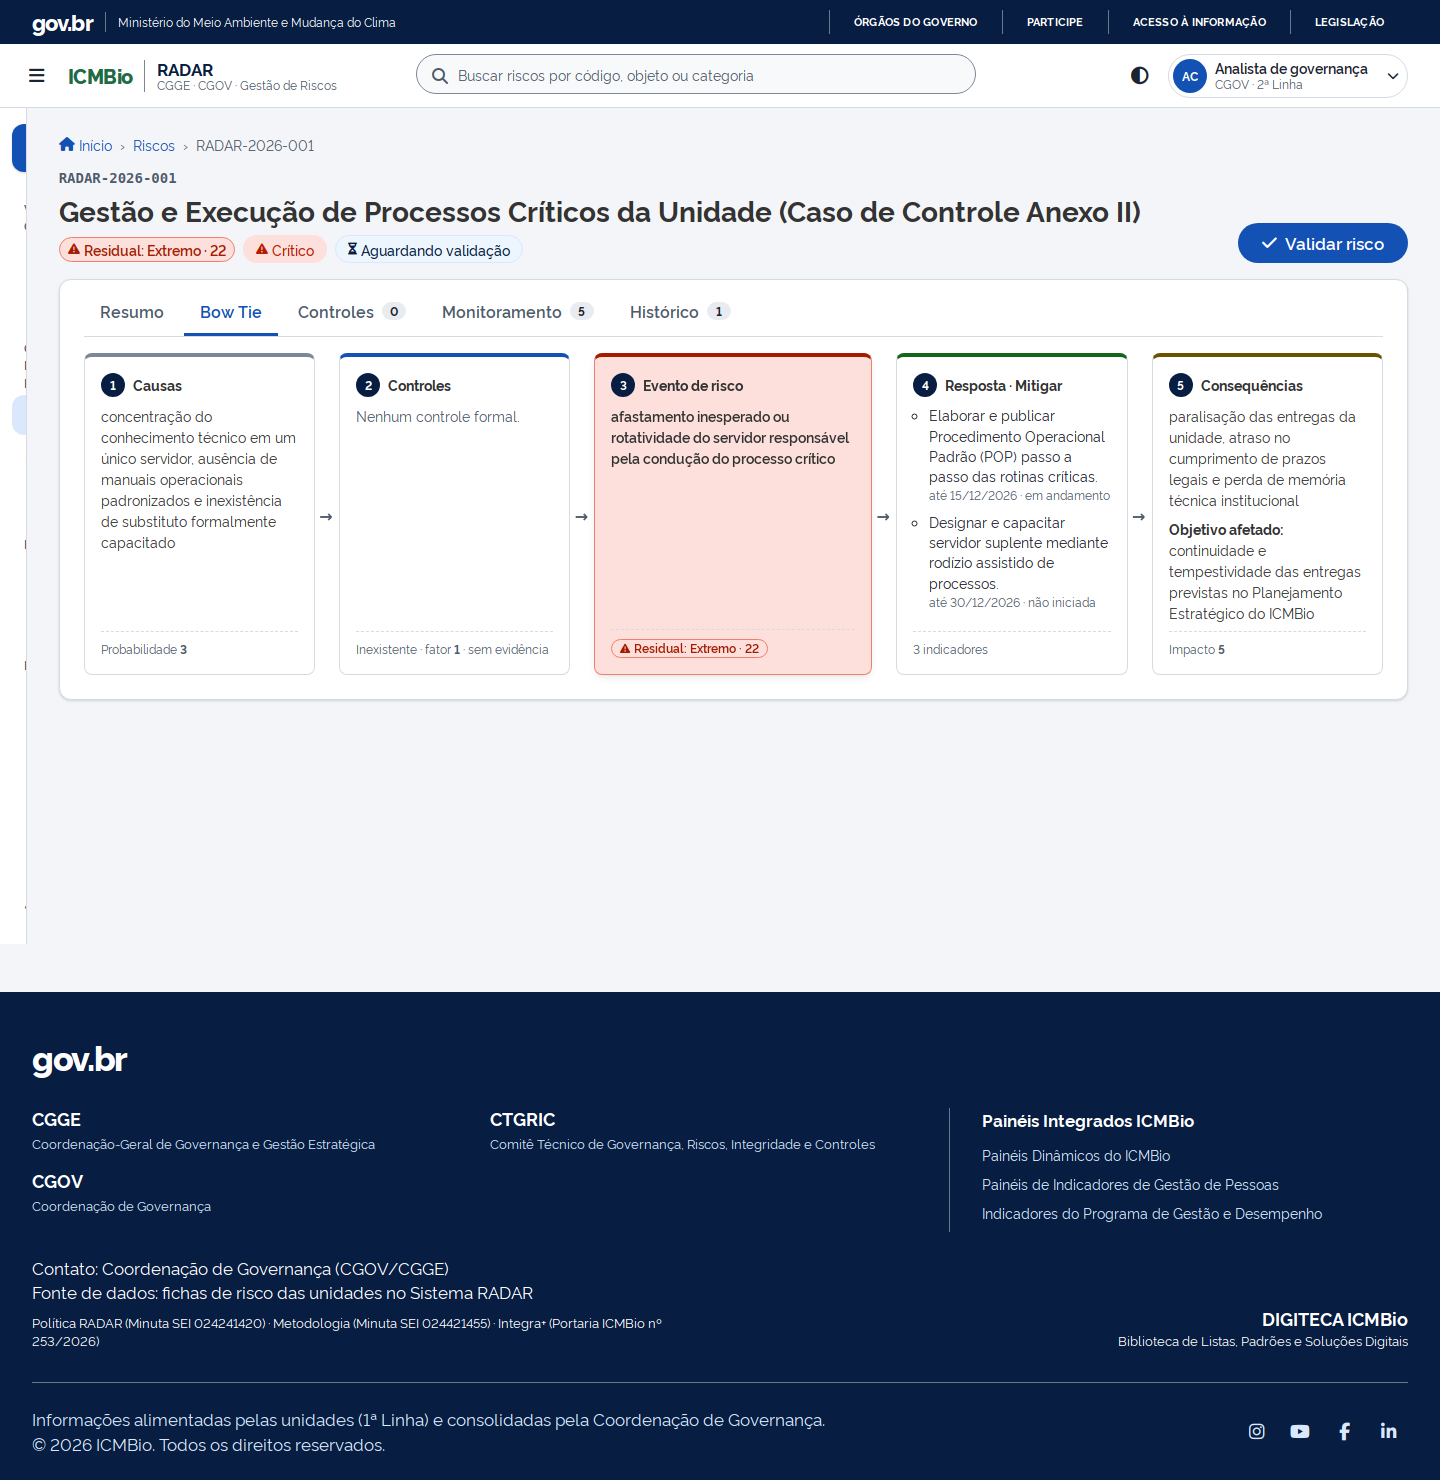 gov.br
Ministério do Meio Ambiente e Mudança do Clima
ÓRGÃOS DO GOVERNO
PARTICIPE
ACESSO À INFORMAÇÃO
LEGISLAÇÃO
ICMBio
RADAR
CGGE · CGOV · Gestão de Riscos
Buscar riscos por código, objeto ou categoria
AC
Analista de governança
CGOV · 2ª Linha
Início › Riscos › RADAR-2026-001
RADAR-2026-001
Gestão e Execução de Processos Críticos da Unidade (Caso de Controle Anexo II)
Residual: Extremo · 22
Crítico
Aguardando validação
Validar risco
Resumo
Bow Tie
Controles 0
Monitoramento 5
Histórico 1
1 Causas
concentração do
conhecimento técnico em um
único servidor, ausência de
manuais operacionais
padronizados e inexistência
de substituto formalmente
capacitado
Probabilidade 3
→
2 Controles
Nenhum controle formal.
Inexistente · fator 1 · sem evidência
→
3 Evento de risco
afastamento inesperado ou
rotatividade do servidor responsável
pela condução do processo crítico
Residual: Extremo · 22
→
4 Resposta · Mitigar
Elaborar e publicar
Procedimento Operacional
Padrão (POP) passo a
passo das rotinas críticas.
até 15/12/2026 · em andamento
Designar e capacitar
servidor suplente mediante
rodízio assistido de
processos.
até 30/12/2026 · não iniciada
3 indicadores
→
5 Consequências
paralisação das entregas da
unidade, atraso no
cumprimento de prazos
legais e perda de memória
técnica institucional
Objetivo afetado:
continuidade e
tempestividade das entregas
previstas no Planejamento
Estratégico do ICMBio
Impacto 5
gov.br
CGGE
Coordenação-Geral de Governança e Gestão Estratégica
CGOV
Coordenação de Governança
CTGRIC
Comitê Técnico de Governança, Riscos, Integridade e Controles
Painéis Integrados ICMBio
Painéis Dinâmicos do ICMBio
Painéis de Indicadores de Gestão de Pessoas
Indicadores do Programa de Gestão e Desempenho
Contato: Coordenação de Governança (CGOV/CGGE)
Fonte de dados: fichas de risco das unidades no Sistema RADAR
Política RADAR (Minuta SEI 024241420) · Metodologia (Minuta SEI 024421455) · Integra+ (Portaria ICMBio nº
253/2026)
DIGITECA ICMBio
Biblioteca de Listas, Padrões e Soluções Digitais
Informações alimentadas pelas unidades (1ª Linha) e consolidadas pela Coordenação de Governança.
© 2026 ICMBio. Todos os direitos reservados.